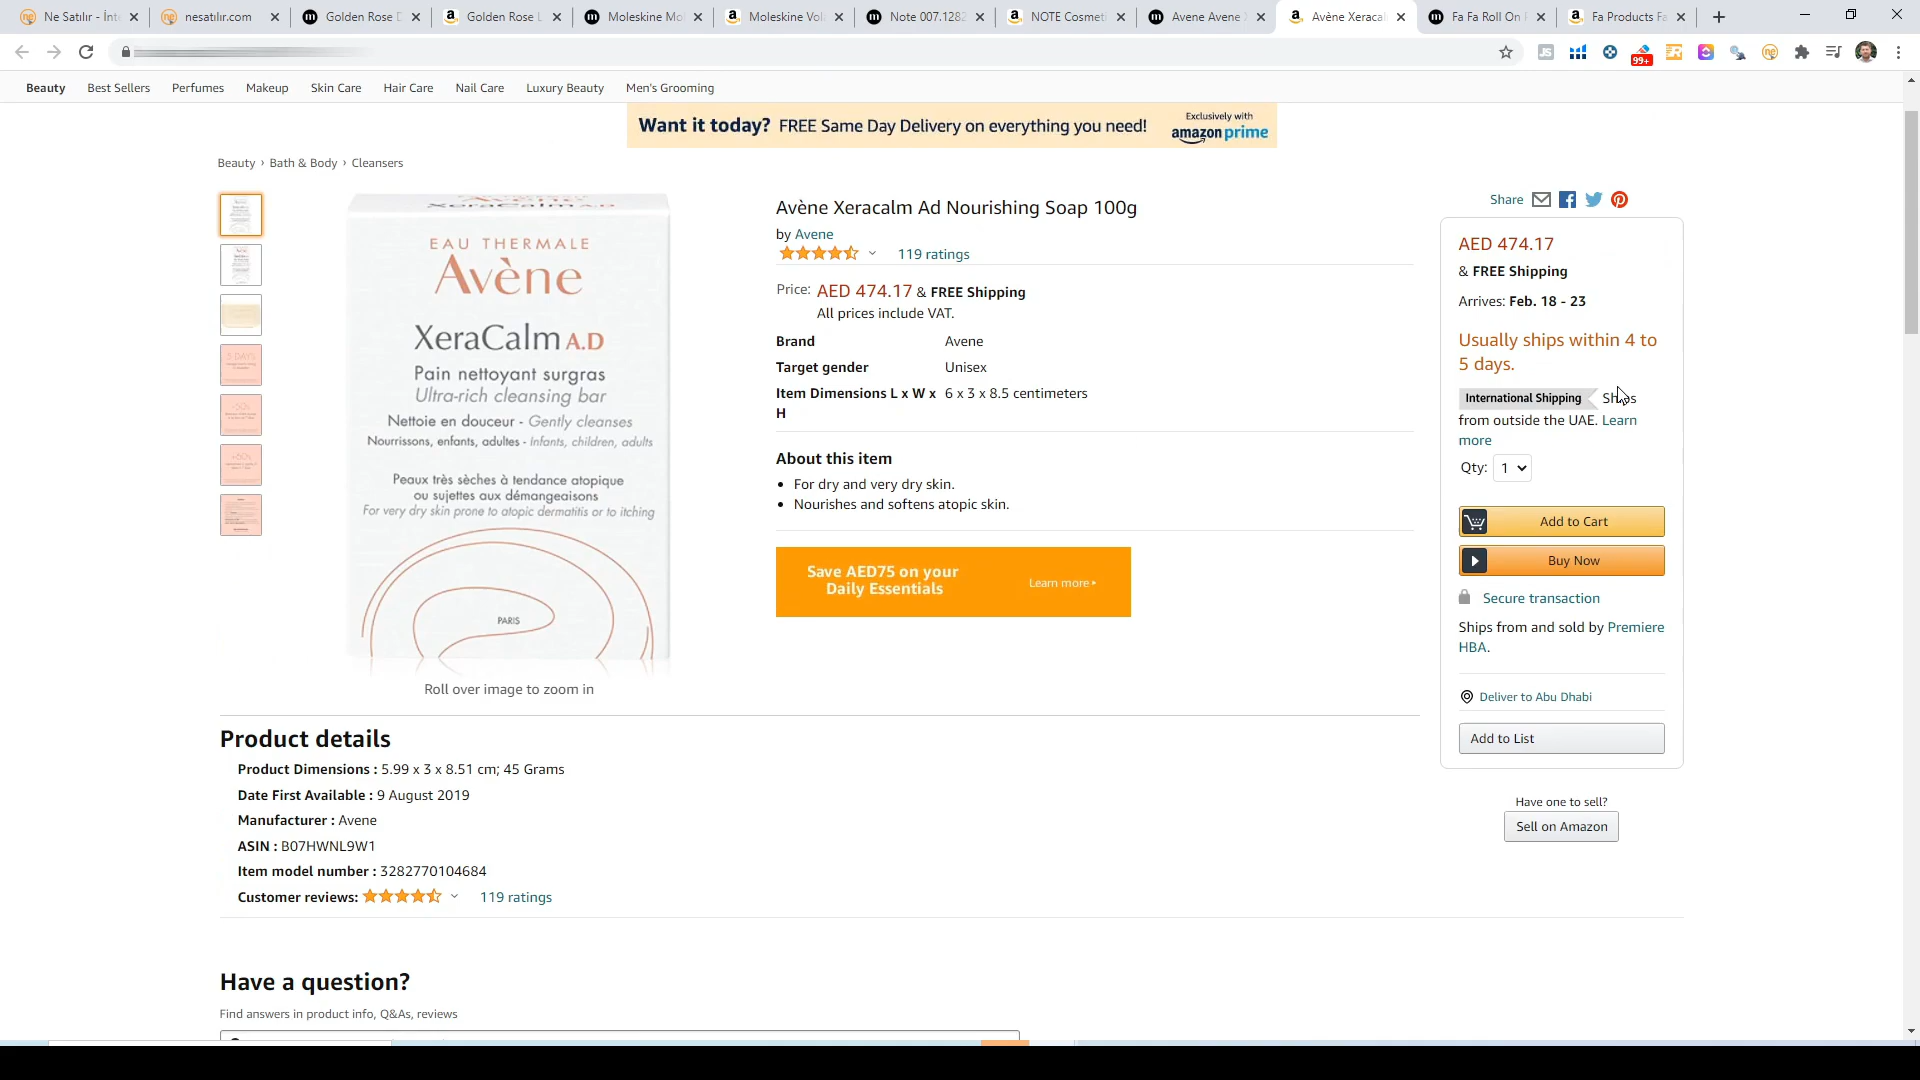 Ne Satılır - İnt
nesatılır.com
Golden Rose D
Golden Rose L
Moleskine Mo
Moleskine Vol
Note 007.1282
NOTE Cosmeti
Avene Avene
Avène Xeracal
Fa Fa Roll On
Fa Products Fa
99+
Beauty Best Sellers Perfumes Makeup Skin Care Hair Care Nail Care Luxury Beauty Men's Grooming
Want it today? FREE Same Day Delivery on everything you need! Exclusively with amazon prime
Beauty › Bath & Body › Cleansers
EAU THERMALE
Avène
XeraCalm A.D
Pain nettoyant surgras
Ultra-rich cleansing bar
Nettoie en douceur - Gently cleanses
Nourrissons, enfants, adultes - Infants, children, adults
Peaux très sèches à tendance atopique
ou sujettes aux démangeaisons
For very dry skin prone to atopic dermatitis or to itching
PARIS
Roll over image to zoom in
Avène Xeracalm Ad Nourishing Soap 100g
by Avene
119 ratings
Price: AED 474.17 & FREE Shipping
All prices include VAT.
Brand Avene
Target gender Unisex
Item Dimensions L x W x H 6 x 3 x 8.5 centimeters
About this item
• For dry and very dry skin.
• Nourishes and softens atopic skin.
Save AED75 on your
Daily Essentials
Learn more
Share
AED 474.17
& FREE Shipping
Arrives: Feb. 18 - 23
Usually ships within 4 to
5 days.
International Shipping Ships
from outside the UAE. Learn
more
Qty: 1
Add to Cart
Buy Now
Secure transaction
Ships from and sold by Premiere
HBA.
Deliver to Abu Dhabi
Add to List
Have one to sell?
Sell on Amazon
Product details
Product Dimensions : 5.99 x 3 x 8.51 cm; 45 Grams
Date First Available : 9 August 2019
Manufacturer : Avene
ASIN : B07HWNL9W1
Item model number : 3282770104684
Customer reviews: 119 ratings
Have a question?
Find answers in product info, Q&As, reviews